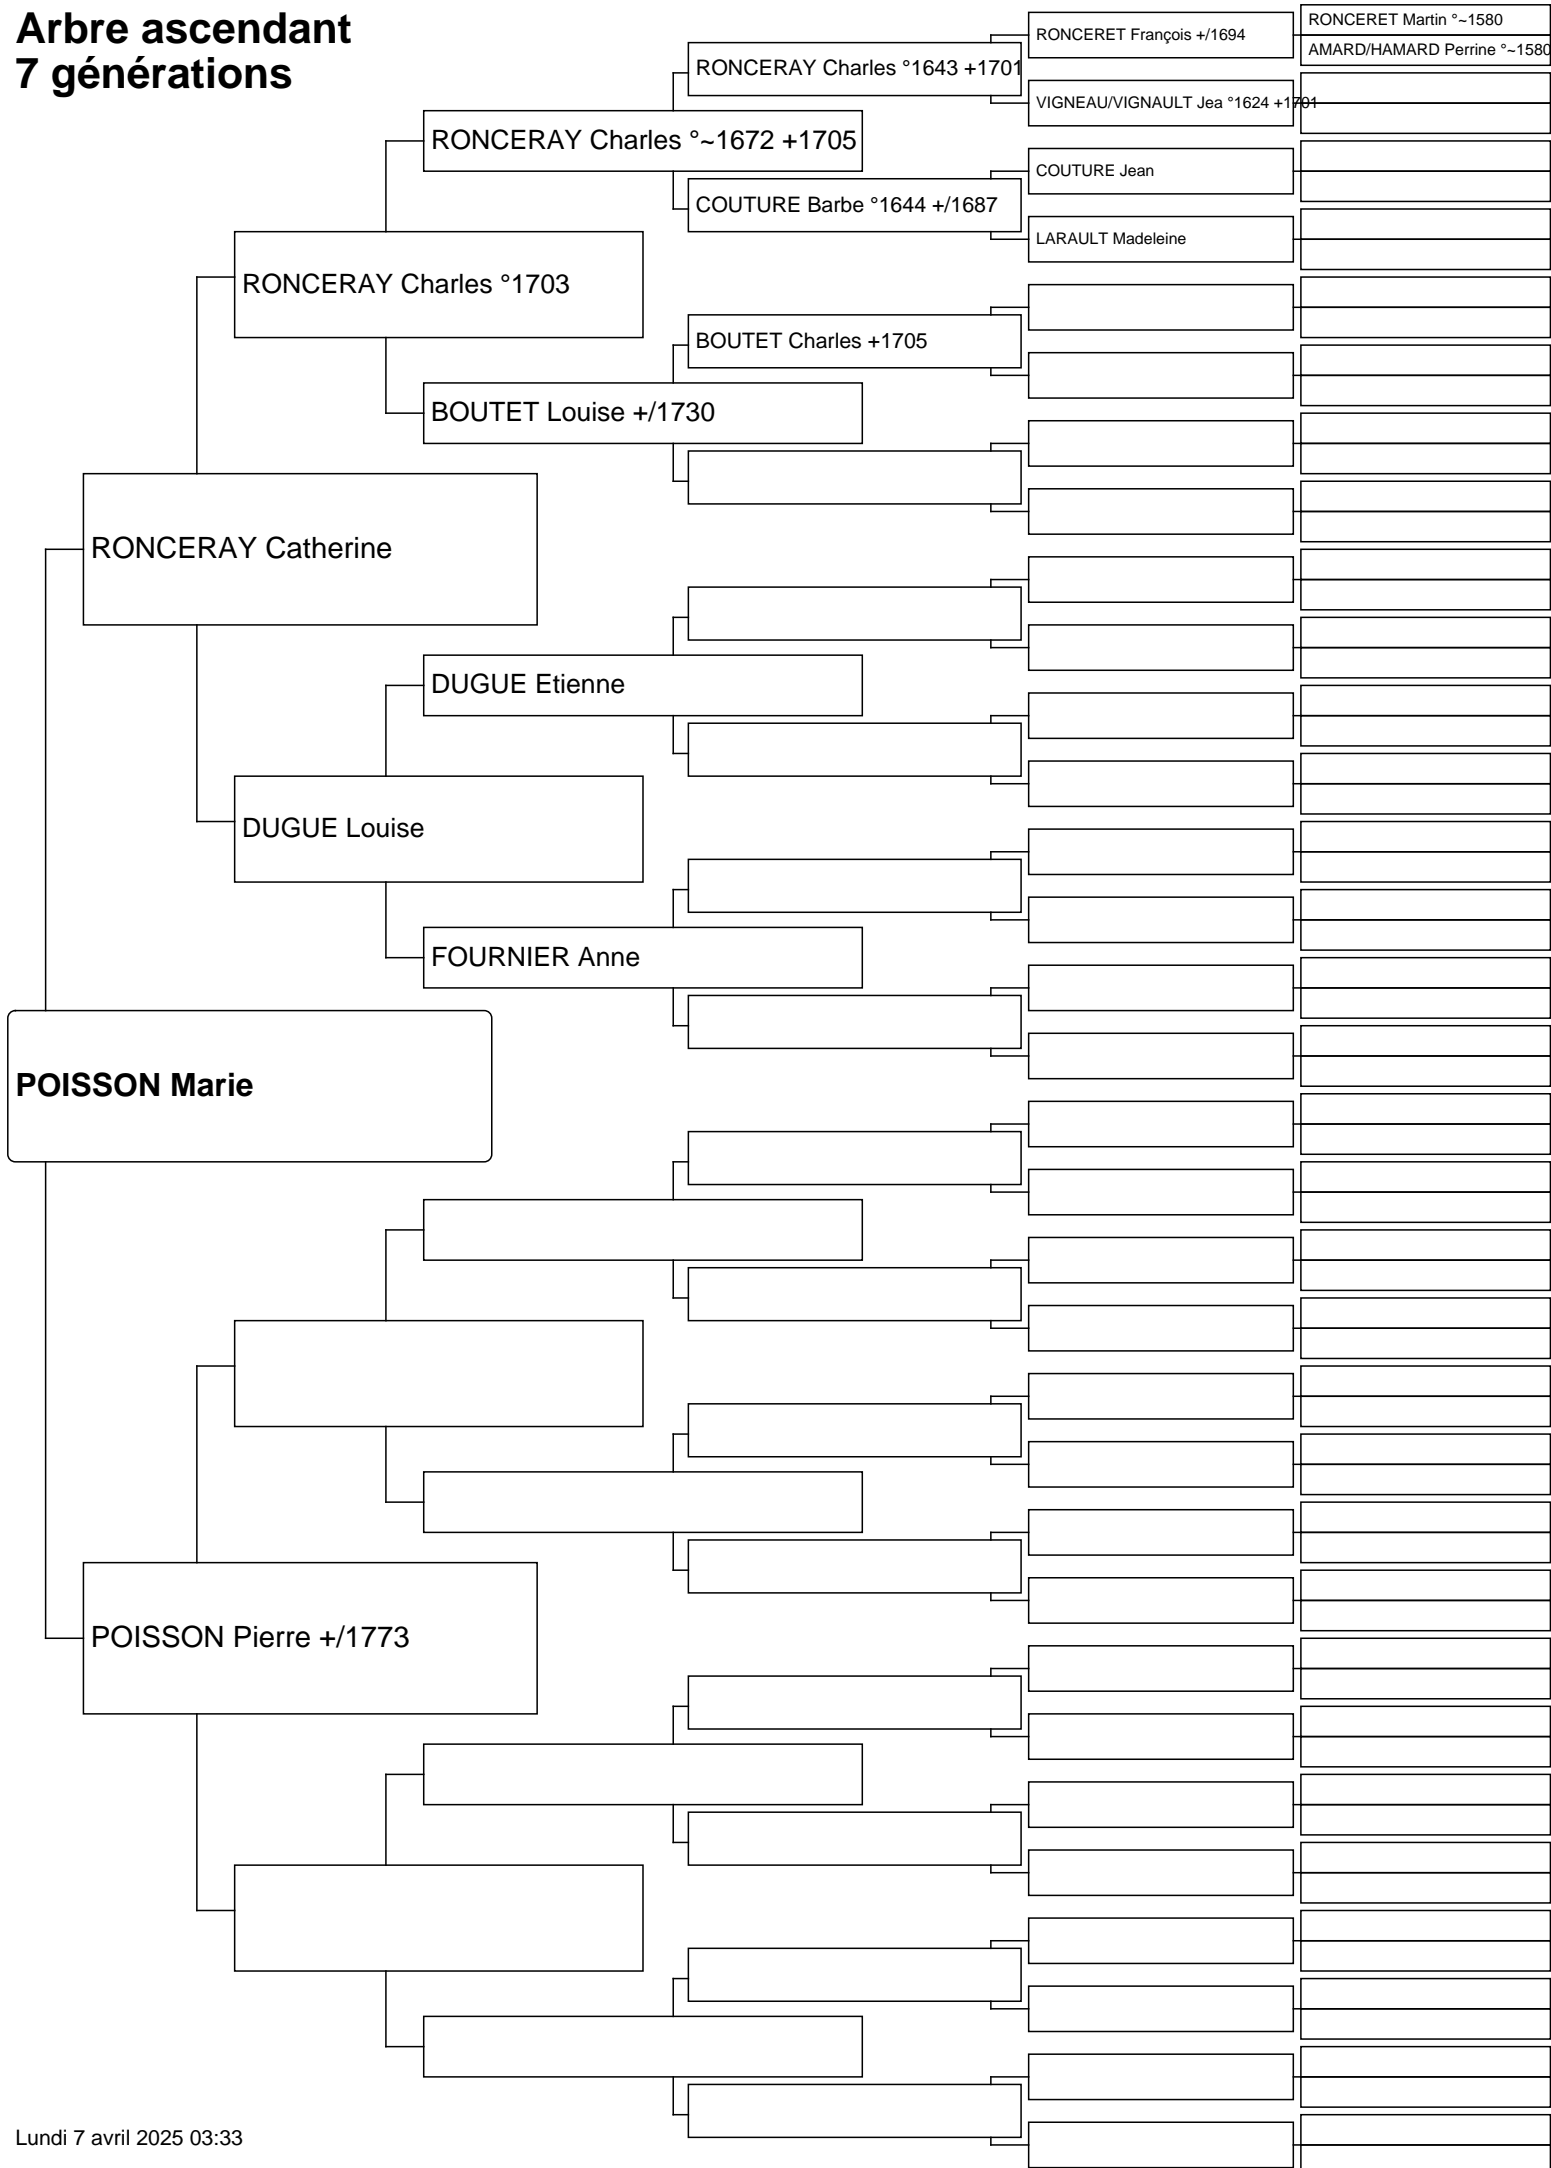 Arbre ascendant
7 générations
RONCERET Martin °~1580
RONCERET François +/1694
AMARD/HAMARD Perrine °~1580
RONCERAY Charles °1643 +1701
VIGNEAU/VIGNAULT Jea °1624 +1701
RONCERAY Charles °~1672 +1705
COUTURE Jean
COUTURE Barbe °1644 +/1687
LARAULT Madeleine
RONCERAY Charles °1703
BOUTET Charles +1705
BOUTET Louise +/1730
RONCERAY Catherine
DUGUE Etienne
DUGUE Louise
FOURNIER Anne
POISSON Marie
POISSON Pierre +/1773
Lundi 7 avril 2025 03:33